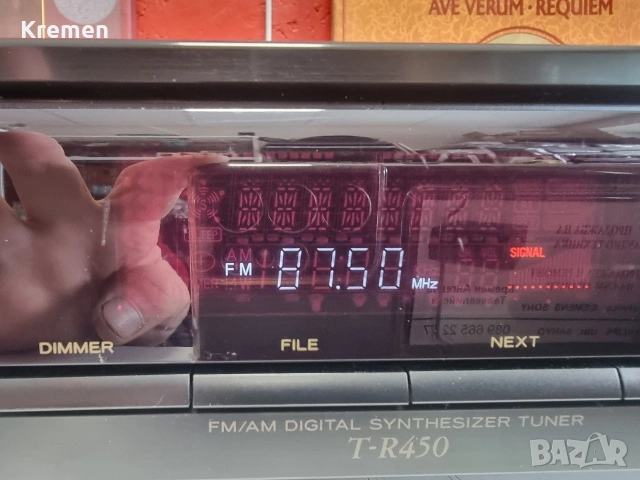 Kremen
AVE VERUM • REQUIEM
AM
FM 87.50 MHz
SIGNAL
DIMMER FILE NEXT
FM/AM DIGITAL SYNTHESIZER TUNER
T-R450
BAZAR